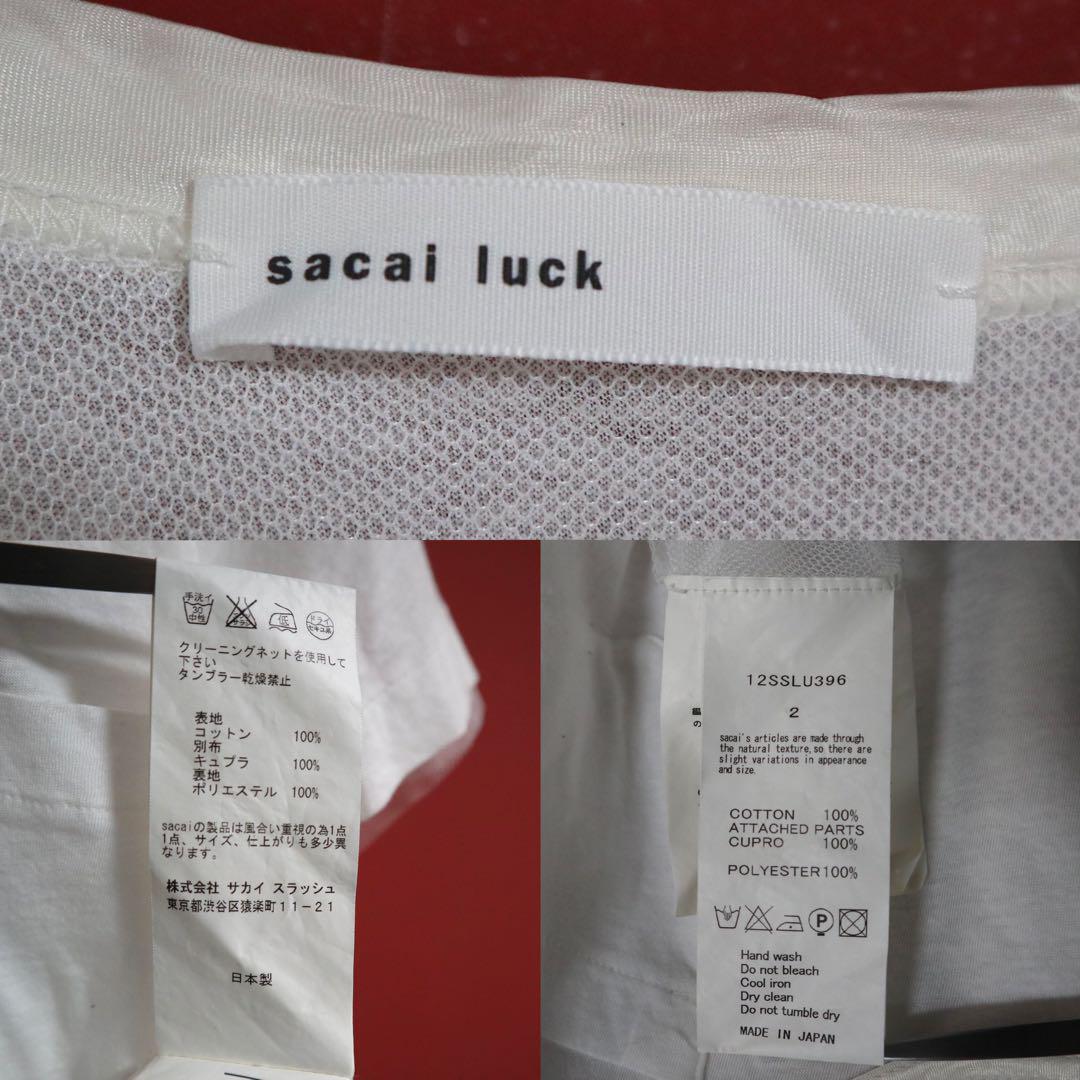 sacai luck
手洗イ
30
中性
低
ドライ
セキユ系
クリーニングネットを使用して
下さい
タンブラー乾燥禁止
表地
コットン 100%
別布
キュプラ 100%
裏地
ポリエステル 100%
sacaiの製品は風合い重視の為1点
1点、サイズ、仕上がりも多少異
なります。
株式会社 サカイ スラッシュ
東京都渋谷区猿楽町11-21
日本製
12SSLU396
2
sacai's articles are made through
the natural texture, so there are
slight variations in appearance
and size.
COTTON 100%
ATTACHED PARTS
CUPRO 100%
POLYESTER100%
P
Hand wash
Do not bleach
Cool iron
Dry clean
Do not tumble dry
MADE IN JAPAN